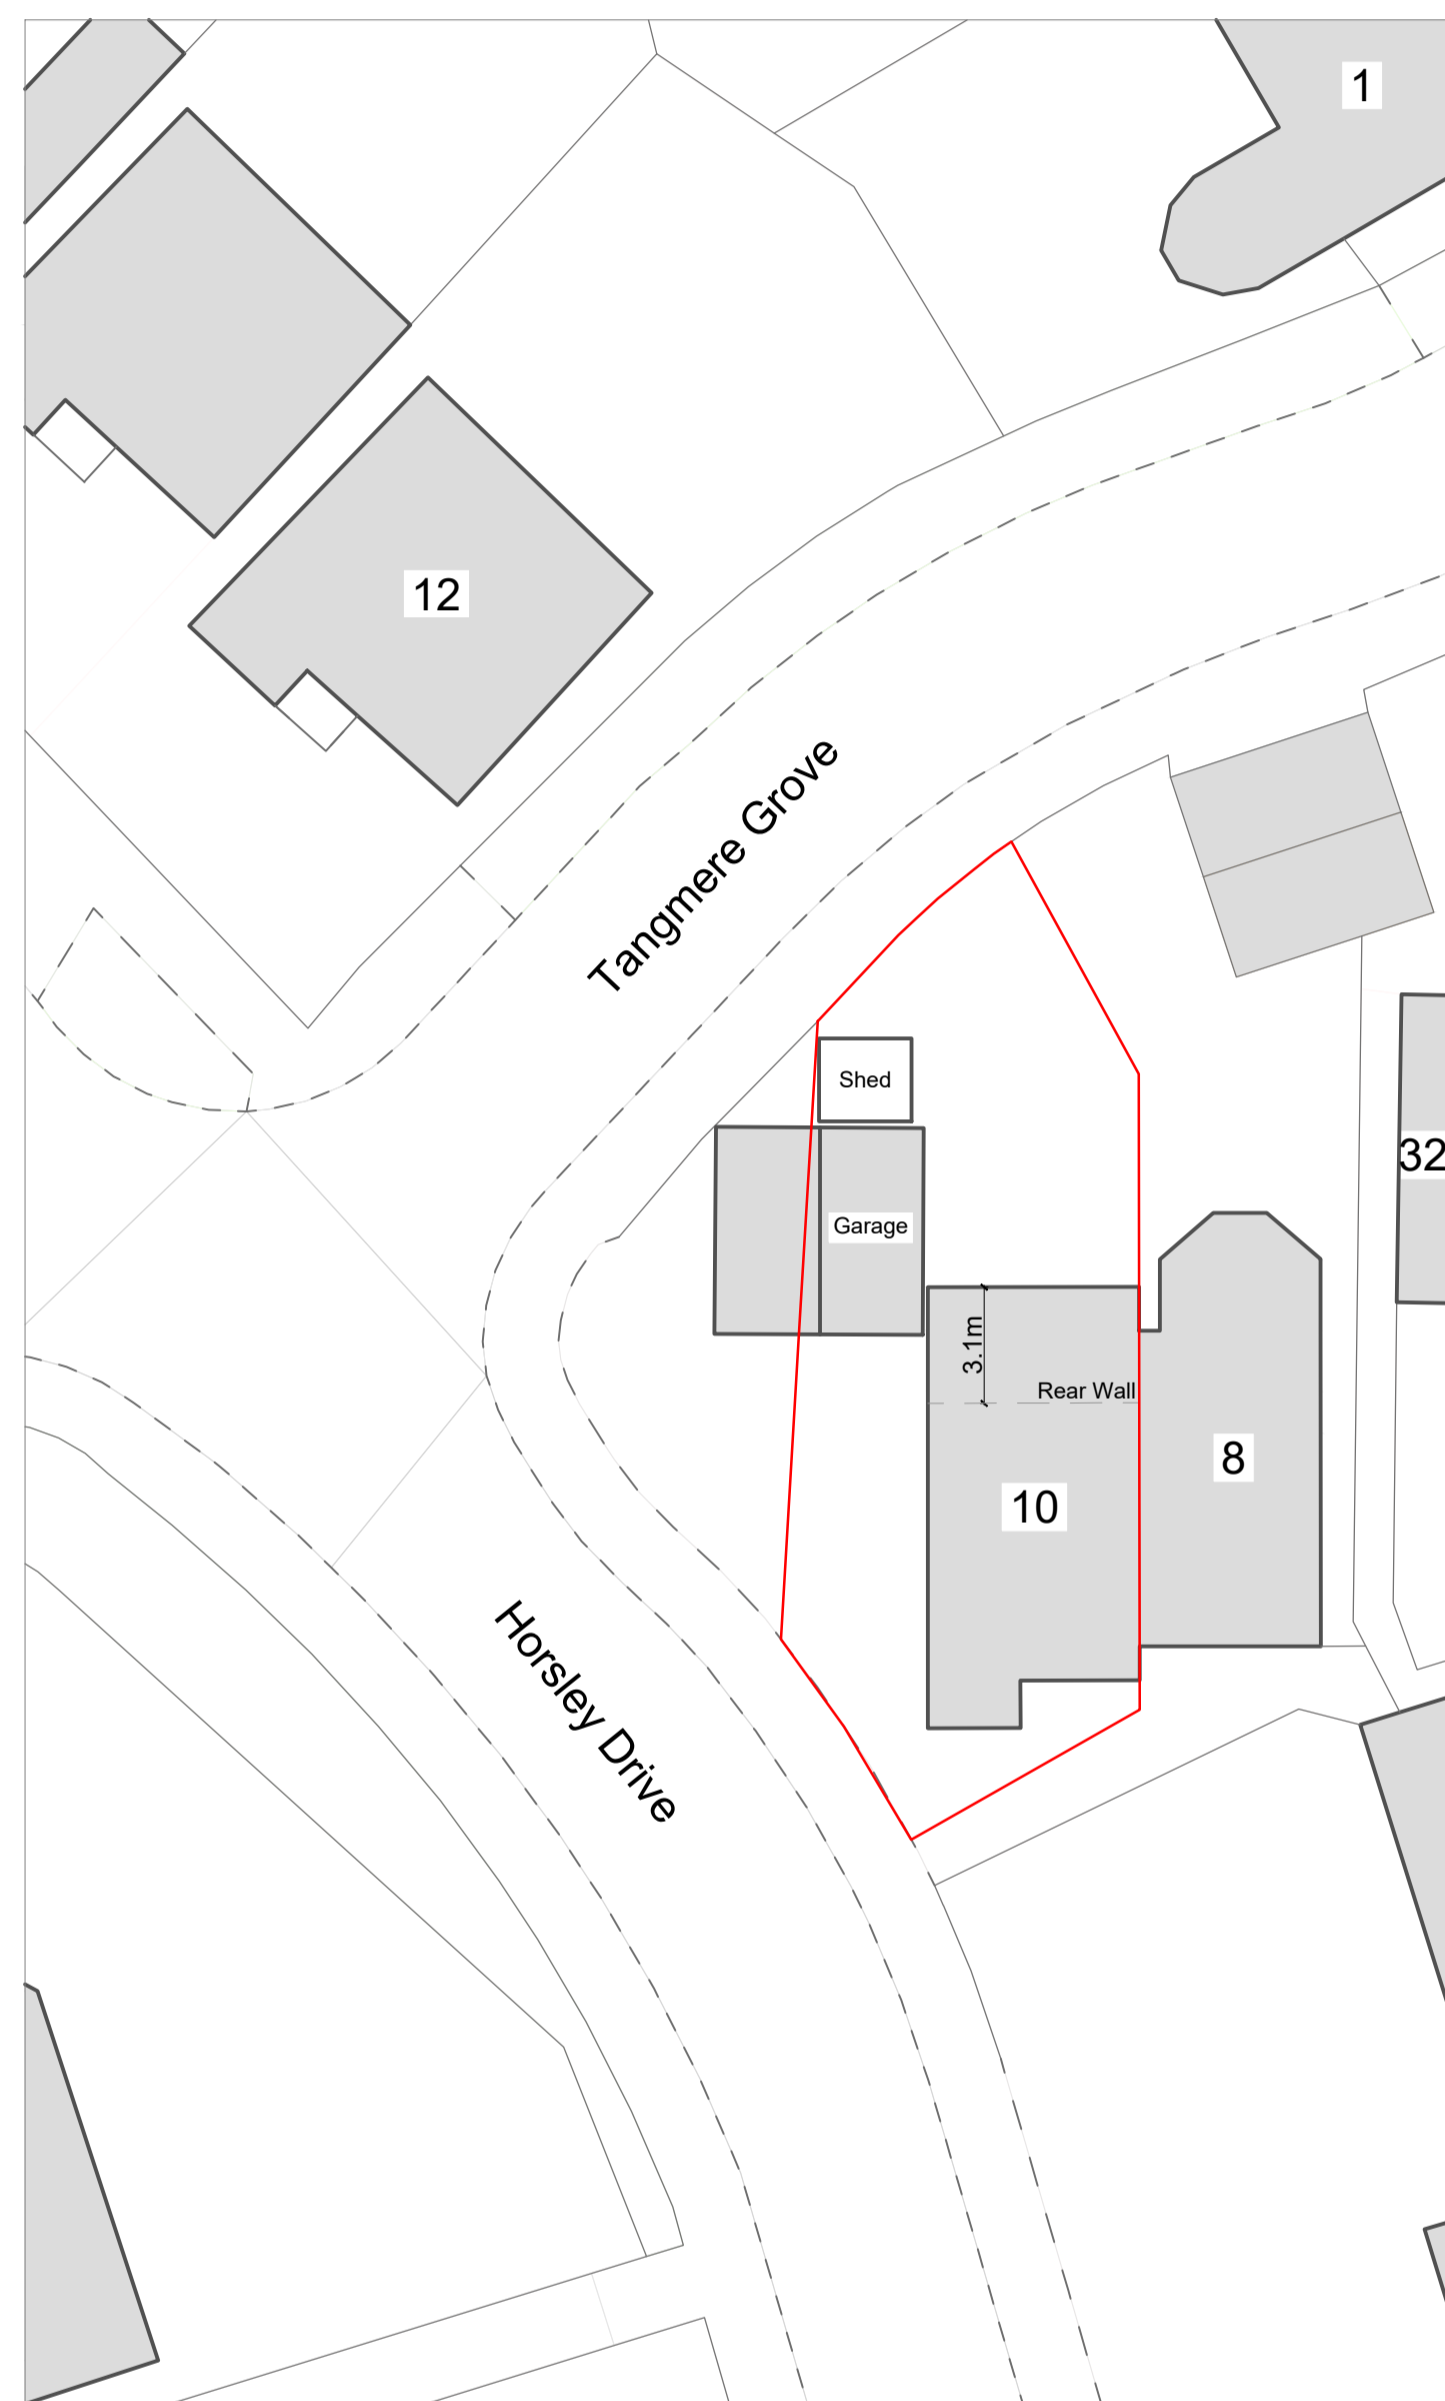 1
12
Tangmere Grove
Shed
32
Garage
3.1m
Rear Wall
8
10
Horsley Drive